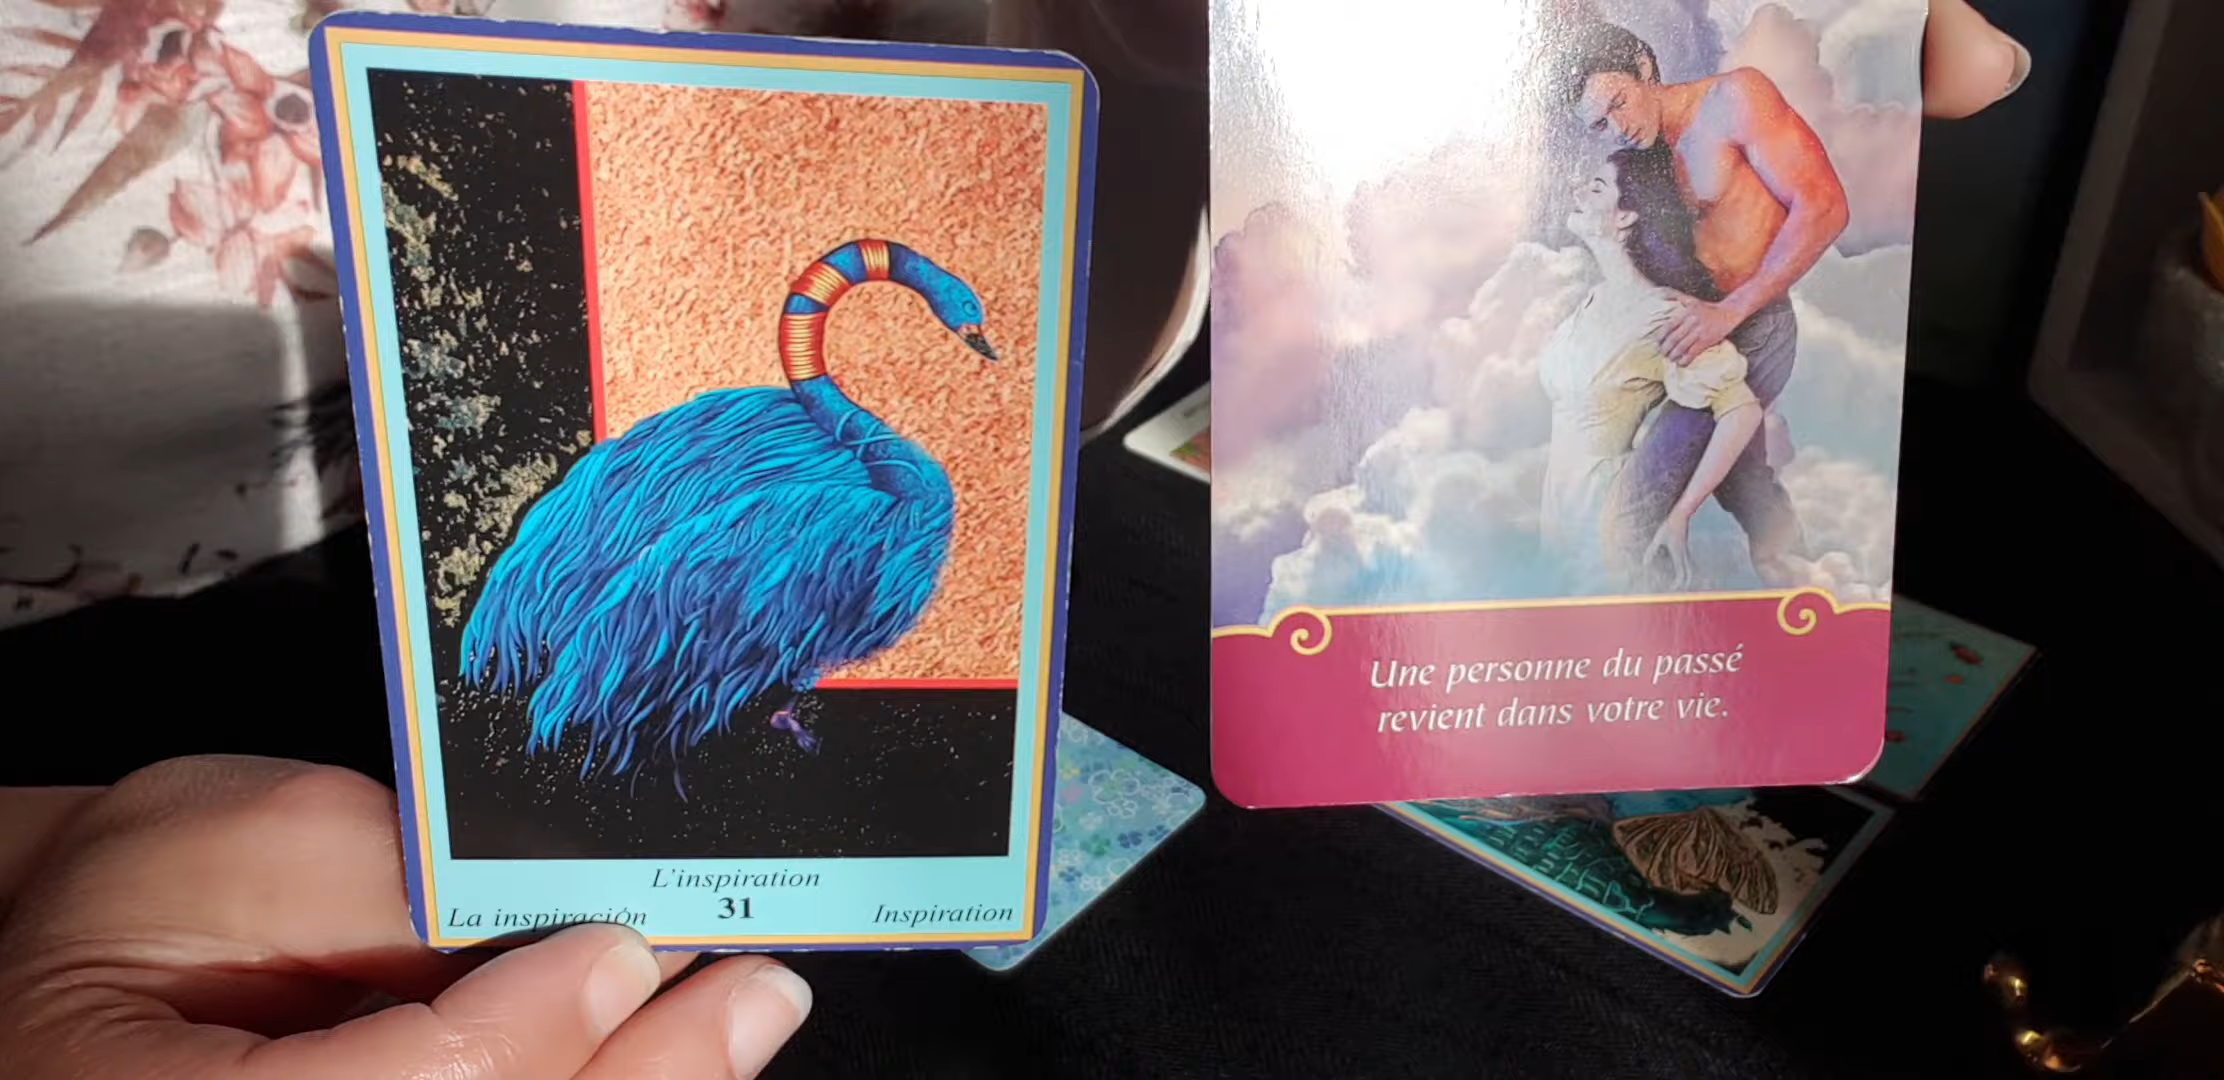 L'inspiration
La inspiración 31 Inspiration
Une personne du passé
revient dans votre vie.